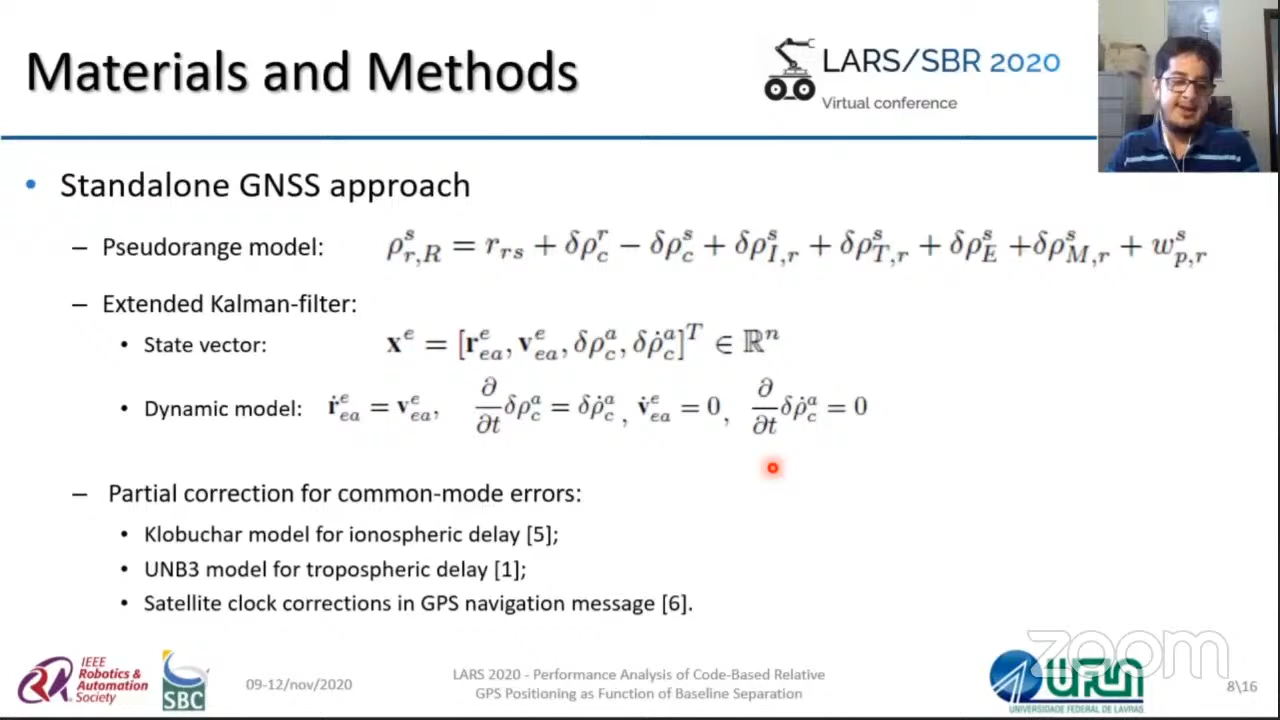 Materials and Methods
LARS/SBR 2020
Virtual conference
• Standalone GNSS approach
– Pseudorange model: ρ^s_{r,R} = r_{rs} + δρ^r_c − δρ^s_c + δρ^s_{I,r} + δρ^s_{T,r} + δρ^s_E + δρ^s_{M,r} + w^s_{p,r}
– Extended Kalman-filter:
• State vector: x^e = [r^e_{ea}, v^e_{ea}, δρ^a_c, δρ̇^a_c]^T ∈ ℝ^n
• Dynamic model: ṙ^e_{ea} = v^e_{ea}, ∂/∂t δρ^a_c = δρ̇^a_c, v̇^e_{ea} = 0, ∂/∂t δρ̇^a_c = 0
– Partial correction for common-mode errors:
• Klobuchar model for ionospheric delay [5];
• UNB3 model for tropospheric delay [1];
• Satellite clock corrections in GPS navigation message [6].
IEEE
Robotics &
Automation
Society
SBC
09-12/nov/2020
LARS 2020 - Performance Analysis of Code-Based Relative
GPS Positioning as Function of Baseline Separation
UNIVERSIDADE FEDERAL DE LAVRAS
zoom
8\16